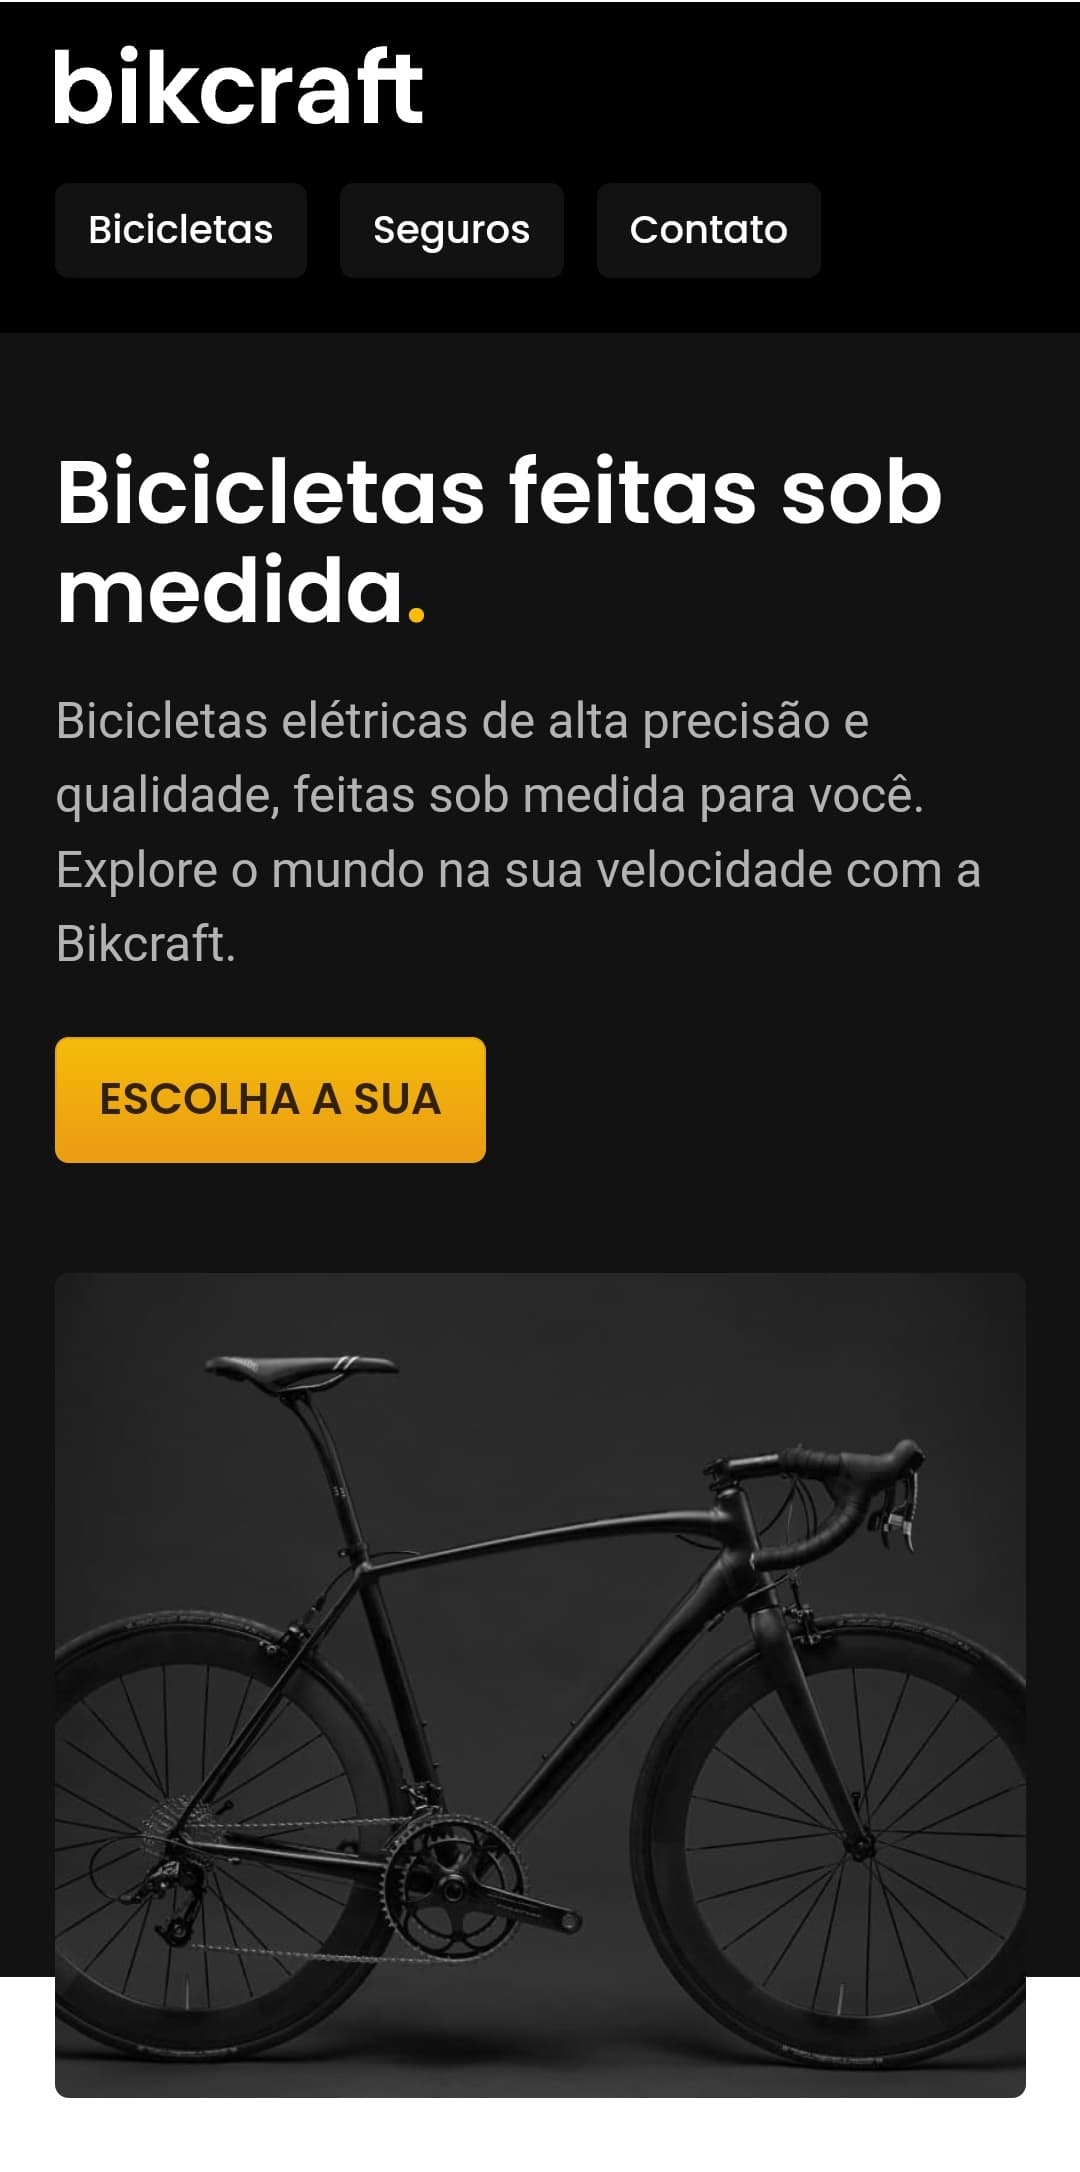 bikcraft
Bicicletas Seguros Contato
Bicicletas feitas sob
medida.
Bicicletas elétricas de alta precisão e
qualidade, feitas sob medida para você.
Explore o mundo na sua velocidade com a
Bikcraft.
ESCOLHA A SUA